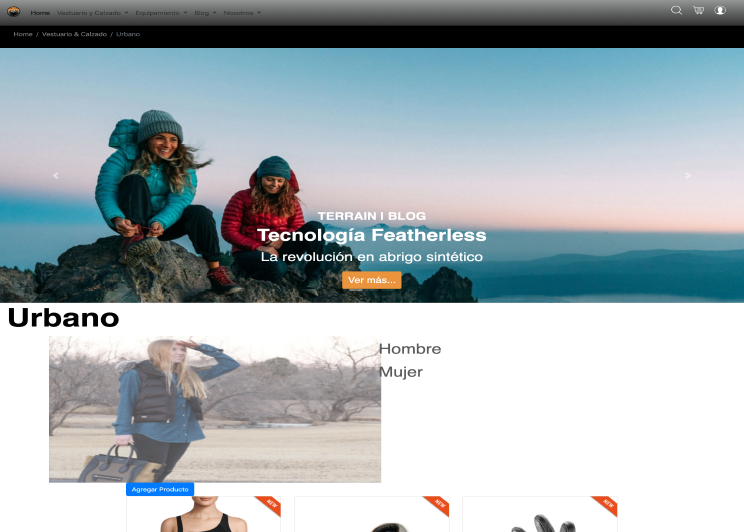 Home Vestuario y Calzado Equipamiento Blog Nosotros
Home / Vestuario & Calzado / Urbano
TERRAIN | BLOG
Tecnología Featherless
La revolución en abrigo sintético
Ver más...
Urbano
Hombre
Mujer
Agregar Producto
NEW NEW NEW